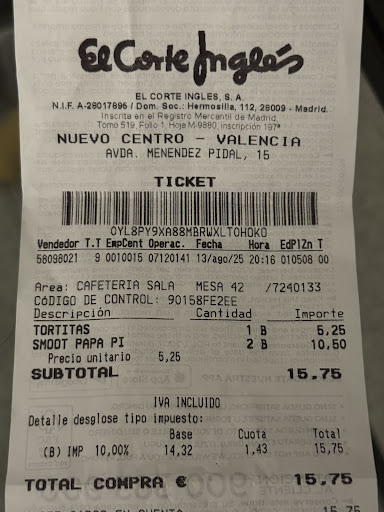 El Corte Inglés
EL CORTE INGLES, S. A.
N.I.F. A-28017895 / Dom. Soc.: Hermosilla, 112, 28009 - Madrid.
Inscrita en el Registro Mercantil de Madrid,
Tomo 519, Folio 1, Hoja M-9880, inscripción 197ª
NUEVO CENTRO - VALENCIA
AVDA. MENENDEZ PIDAL, 15
TICKET
OYL8PY9XA88MBRWXLTOHOKO
Vendedor T.T EmpCent Operac. Fecha Hora EdPlZn T
58098021 9 0010015 07120141 13/ago/25 20:16 010508 00
Area: CAFETERIA SALA MESA 42 /7240133
CóDIGO DE CONTROL: 90158FE2EE
Descripción Cantidad Importe
TORTITAS 1 B 5,25
SMOOT PAPA PI 2 B 10,50
Precio unitario 5,25
SUBTOTAL 15,75
IVA INCLUIDO
Detalle desglose tipo impuesto:
Base Cuota Total
(B) IMP 10,00% 14,32 1,43 15,75
TOTAL COMPRA € 15,75